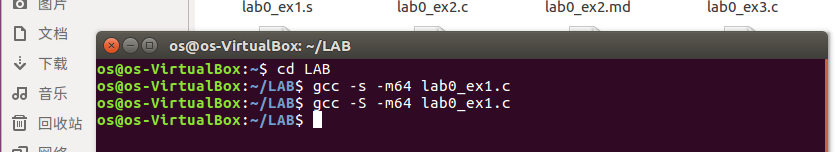 图片
lab0_ex1.s lab0_ex2.c lab0_ex2.md lab0_ex3.c
文档
os@os-VirtualBox: ~/LAB
下载
os@os-VirtualBox:~$ cd LAB
音乐
os@os-VirtualBox:~/LAB$ gcc -s -m64 lab0_ex1.c
os@os-VirtualBox:~/LAB$ gcc -S -m64 lab0_ex1.c
回收站
os@os-VirtualBox:~/LAB$
网络